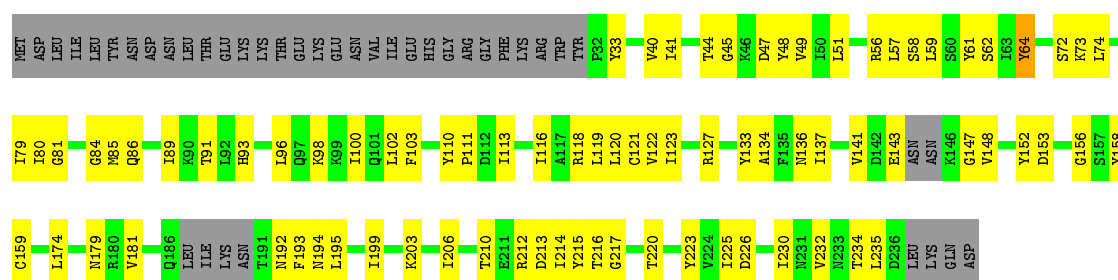 MET ASP LEU ILE ILE LEU TYR ASN ASP ASN LEU THR GLU LYS LYS THR GLU LYS GLU ASN VAL ILE GLU HIS GLY ARG GLY PHE LYS ARG TRP TYR P32 Y33 V40 I41 T44 G45 K46 D47 Y48 V49 I50 L51 R56 L57 S58 L59 S60 Y61 S62 I63 Y64 S72 K73 L74
I79 I80 G81 G84 M85 Q86 I89 K90 T91 L92 H93 L96 Q97 K98 K99 I100 Q101 L102 F103 Y110 P111 D112 I113 I116 A117 R118 L119 L120 C121 V122 I123 R127 Y133 A134 F135 N136 I137 V141 D142 E143 ASN ASN K146 G147 V148 Y152 D153 G156 S157 Y158
C159 L174 N179 R180 V181 Q186 LEU ILE LYS ASN T191 N192 F193 N194 L195 I199 K203 I206 T210 E211 R212 D213 I214 Y215 T216 G217 T220 Y223 V224 I225 D226 I230 N231 V232 N233 T234 L235 D236 LEU LYS GLN ASP